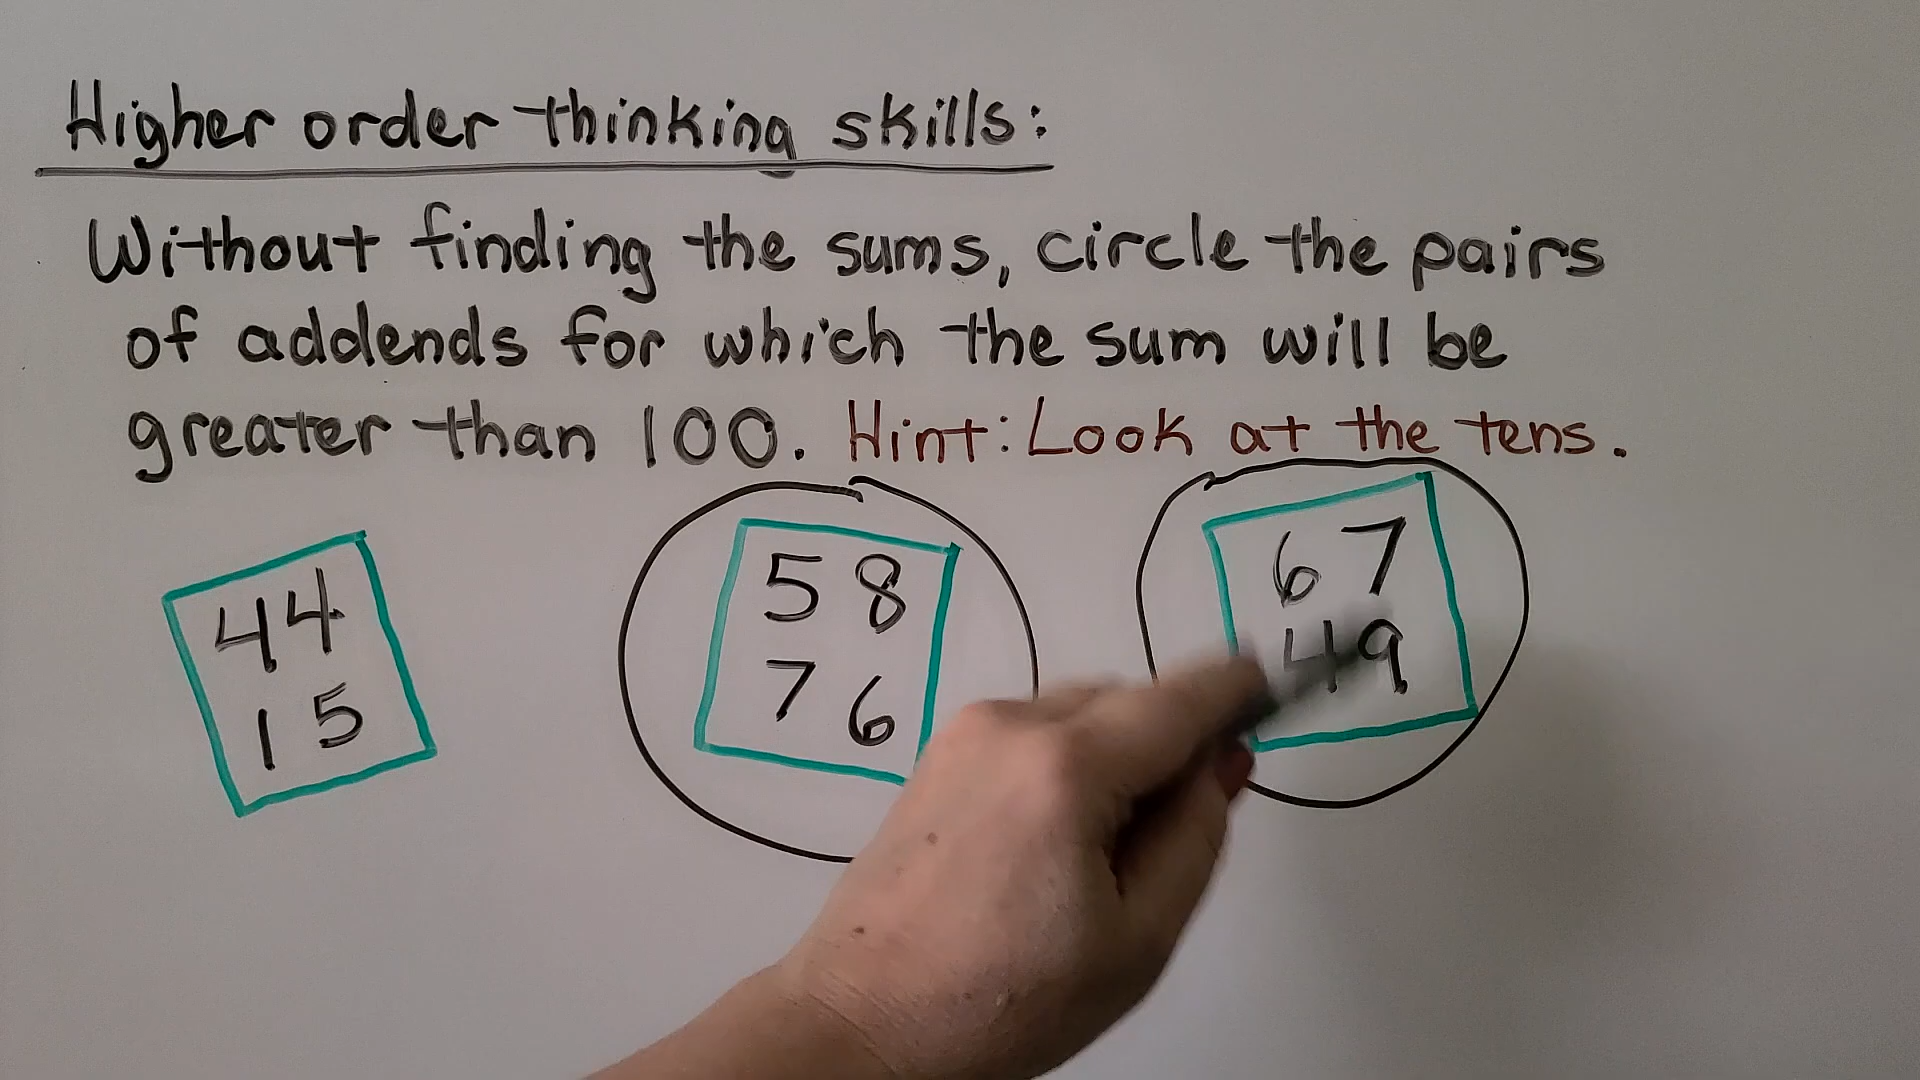 Higher order thinking skills:
Without finding the sums, circle the pairs
of addends for which the sum will be
greater than 100. Hint: Look at the tens.
44
15
58
76
67
49